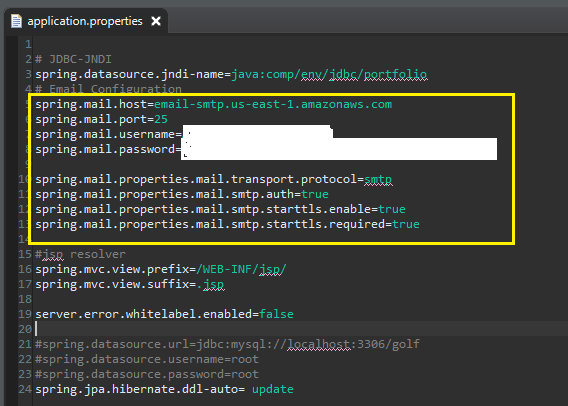 application.properties
1
2 # JDBC-JNDI
3 spring.datasource.jndi-name=java:comp/env/jdbc/portfolio
4 # Email Configuration
5 spring.mail.host=email-smtp.us-east-1.amazonaws.com
6 spring.mail.port=25
7 spring.mail.username=
8 spring.mail.password=
9
10 spring.mail.properties.mail.transport.protocol=smtp
11 spring.mail.properties.mail.smtp.auth=true
12 spring.mail.properties.mail.smtp.starttls.enable=true
13 spring.mail.properties.mail.smtp.starttls.required=true
14
15 #jsp resolver
16 spring.mvc.view.prefix=/WEB-INF/jsp/
17 spring.mvc.view.suffix=.jsp
18
19 server.error.whitelabel.enabled=false
20
21 #spring.datasource.url=jdbc:mysql://localhost:3306/golf
22 #spring.datasource.username=root
23 #spring.datasource.password=root
24 spring.jpa.hibernate.ddl-auto= update